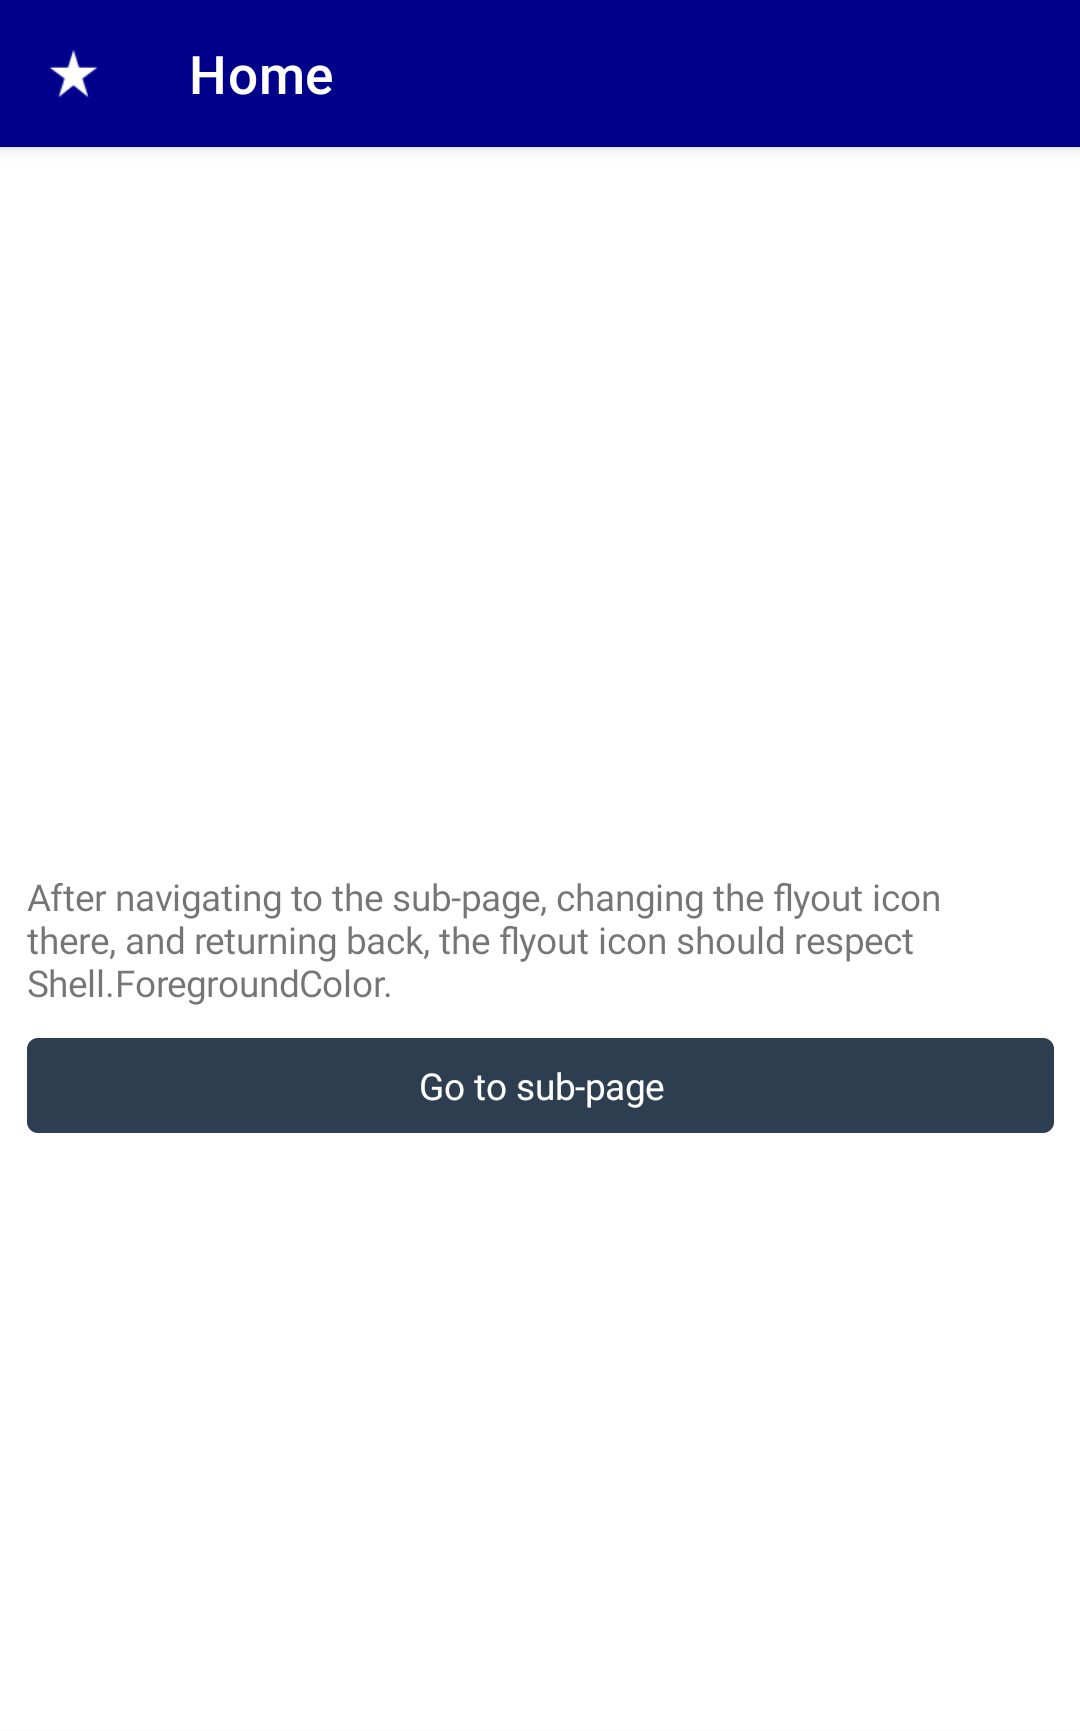 Home
After navigating to the sub-page, changing the flyout icon
there, and returning back, the flyout icon should respect
Shell.ForegroundColor.
Go to sub-page